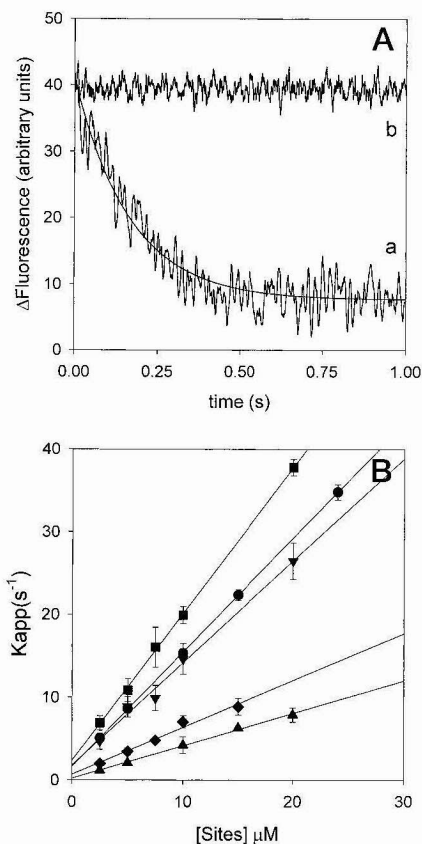 50
A
40
b
30
20
a
10
0
ΔFluorescence (arbitrary units)
0.00 0.25 0.50 0.75 1.00
time (s)
40
B
30
20
10
0
Kapp(s⁻¹)
0 10 20 30
[Sites] μM